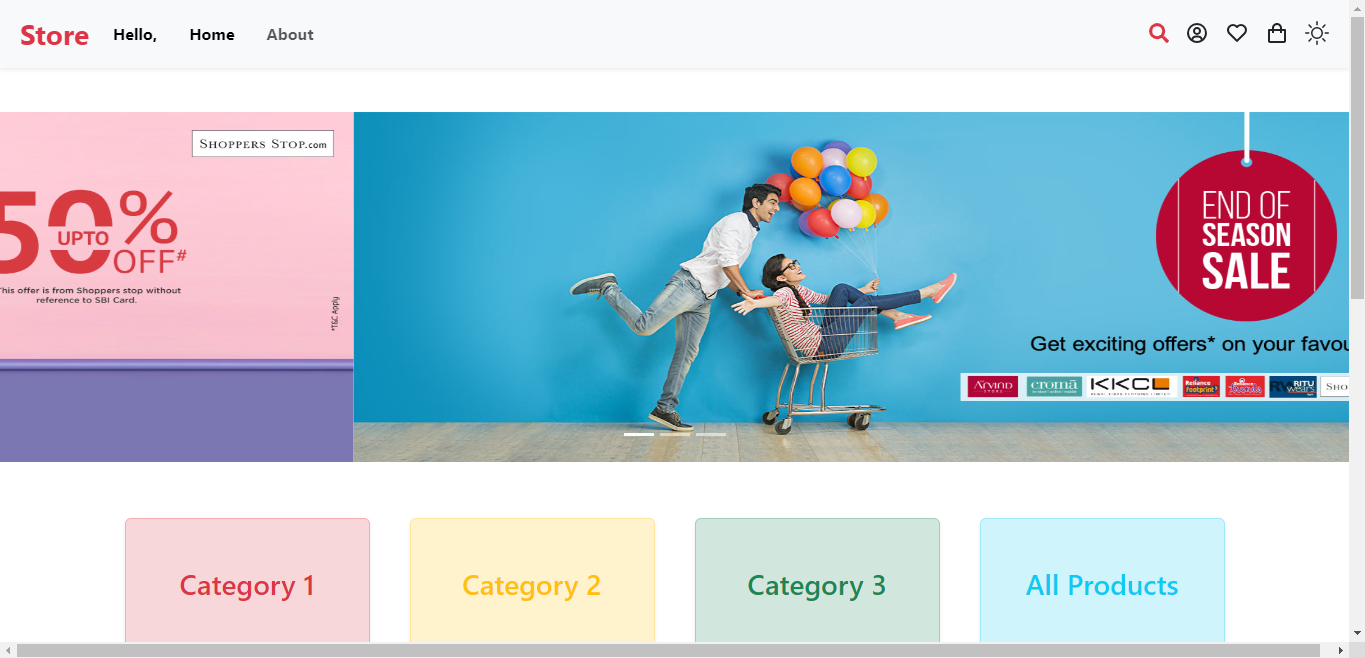 Store Hello, Home About
SHOPPERS STOP.com
50%
UPTO
OFF#
This offer is from Shoppers stop without
reference to SBI Card.
*T&C Apply
END OF
SEASON
SALE
Get exciting offers* on your favou
ARVIND
STORE
croma
KKCL
Reliance
footprint
RITU
wears
SHO
Category 1
Category 2
Category 3
All Products